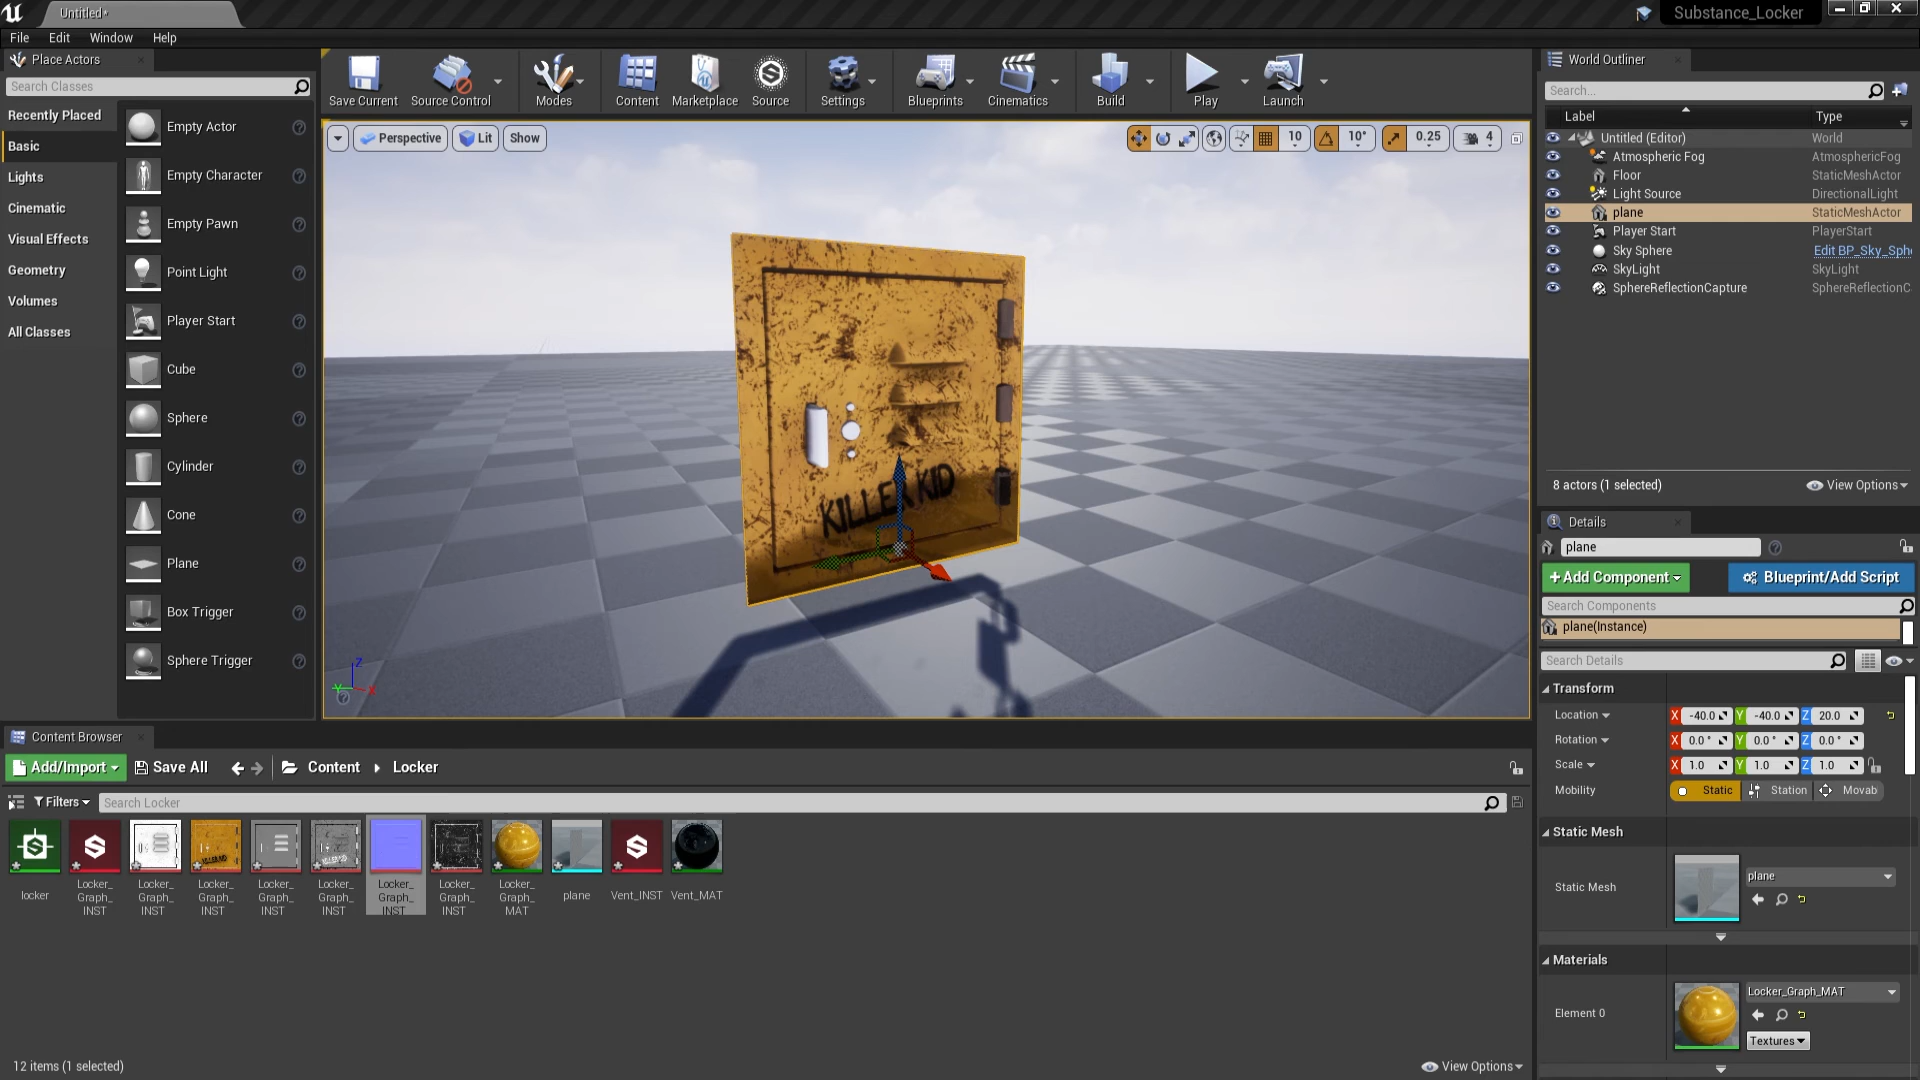 Untitled*
Substance_Locker
File Edit Window Help
Place Actors
Search Classes
Recently Placed
Basic
Lights
Cinematic
Visual Effects
Geometry
Volumes
All Classes
Empty Actor
Empty Character
Empty Pawn
Point Light
Player Start
Cube
Sphere
Cylinder
Cone
Plane
Box Trigger
Sphere Trigger
Save Current Source Control Modes Content Marketplace Source Settings Blueprints Cinematics Build Play Launch
Perspective Lit Show
10 10° 0.25 4
KILLER KID
Z
Y X
World Outliner
Search...
Label Type
Untitled (Editor) World
Atmospheric Fog AtmosphericFog
Floor StaticMeshActor
Light Source DirectionalLight
plane StaticMeshActor
Player Start PlayerStart
Sky Sphere Edit BP_Sky_Sph
SkyLight SkyLight
SphereReflectionCapture SphereReflectionC
8 actors (1 selected) View Options
Details
plane
+Add Component Blueprint/Add Script
Search Components
plane(Instance)
Search Details
Transform
Location X -40.0 Y -40.0 Z 20.0
Rotation X 0.0° Y 0.0° Z 0.0°
Scale X 1.0 Y 1.0 Z 1.0
Mobility Static Station Movab
Static Mesh
Static Mesh plane
Materials
Element 0 Locker_Graph_MAT
Textures
Content Browser
Add/Import Save All Content Locker
Filters Search Locker
locker
Locker_
Graph_
INST
Locker_
Graph_
INST
Locker_
Graph_
INST
Locker_
Graph_
INST
Locker_
Graph_
INST
Locker_
Graph_
INST
Locker_
Graph_
INST
Locker_
Graph_
MAT
plane
Vent_INST
Vent_MAT
12 items (1 selected) View Options